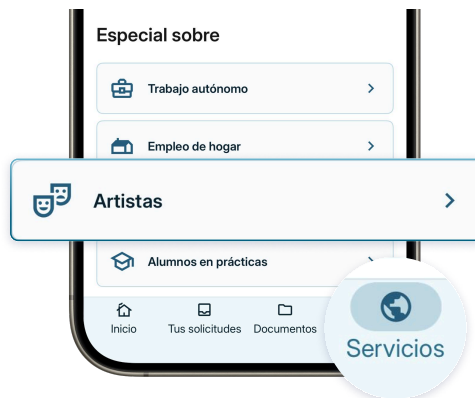 Especial sobre
Trabajo autónomo
Empleo de hogar
Artistas
Alumnos en prácticas
Inicio
Tus solicitudes
Documentos
Servicios